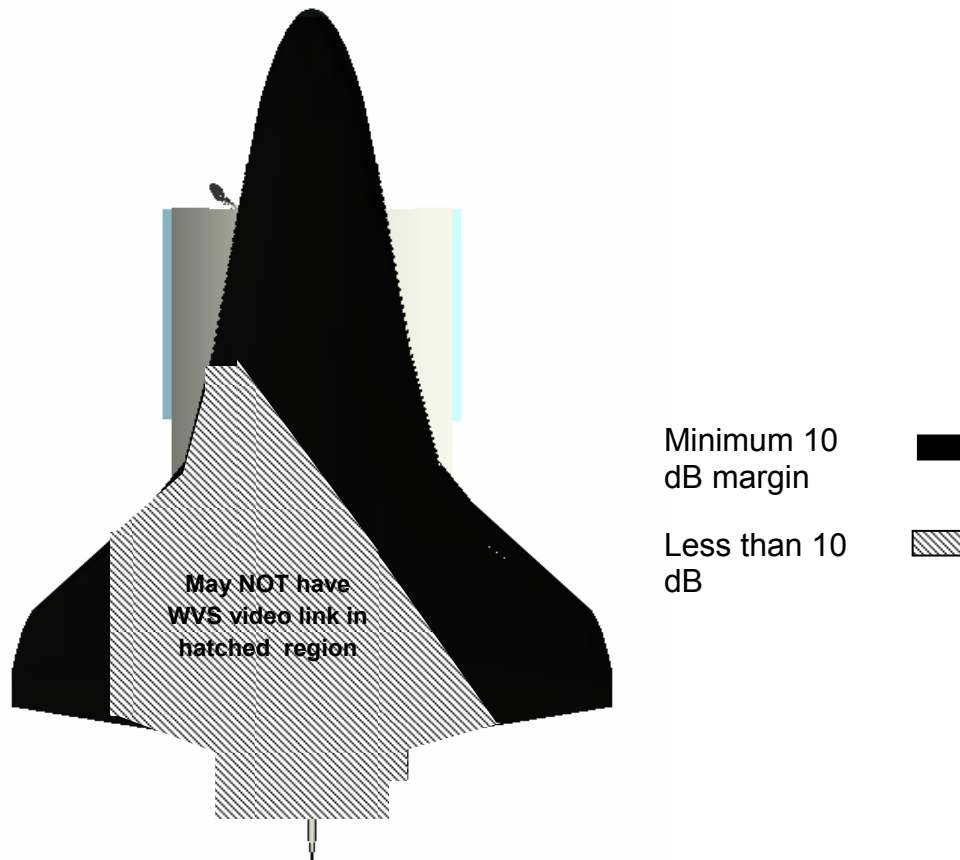 Minimum 10
dB margin
Less than 10
dB
May NOT have
WVS video link in
hatched region